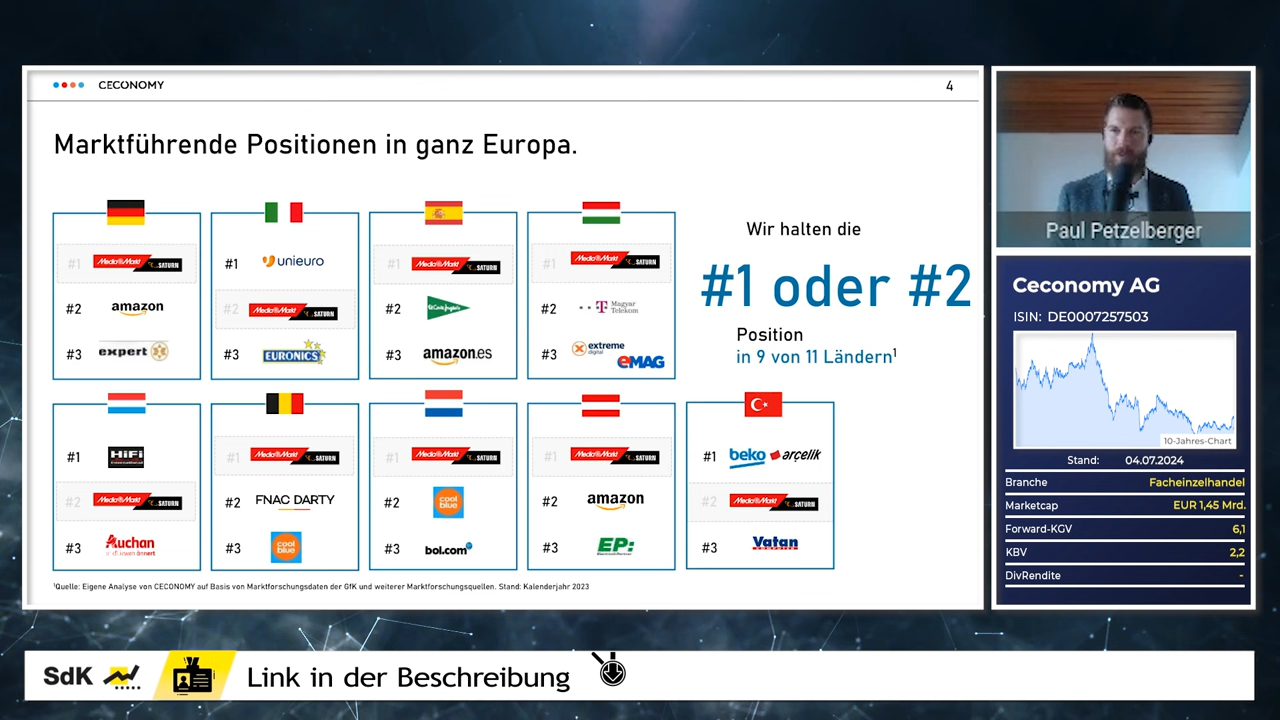 CECONOMY
4
Marktführende Positionen in ganz Europa.
#1 MediaMarkt SATURN
#2 amazon
#3 expert
#1 unieuro
#2 MediaMarkt SATURN
#3 EURONICS
#1 MediaMarkt SATURN
#2 El Corte Inglés
#3 amazon.es
#1 MediaMarkt SATURN
#2 T Magyar Telekom
#3 extreme digital eMAG
Wir halten die
#1 oder #2
Position
in 9 von 11 Ländern¹
#1 HiFi International
#2 MediaMarkt SATURN
#3 Auchan
#1 MediaMarkt SATURN
#2 FNAC DARTY
#3 cool blue
#1 MediaMarkt SATURN
#2 cool blue
#3 bol.com
#1 MediaMarkt SATURN
#2 amazon
#3 EP:
#1 beko arçelik
#2 MediaMarkt SATURN
#3 Vatan COMPUTER
¹Quelle: Eigene Analyse von CECONOMY auf Basis von Marktforschungsdaten der GfK und weiterer Marktforschungsquellen. Stand: Kalenderjahr 2023
Paul Petzelberger
Ceconomy AG
ISIN: DE0007257503
10-Jahres-Chart
Stand: 04.07.2024
Branche Facheinzelhandel
Marketcap EUR 1,45 Mrd.
Forward-KGV 6,1
KBV 2,2
DivRendite -
SdK
Link in der Beschreibung